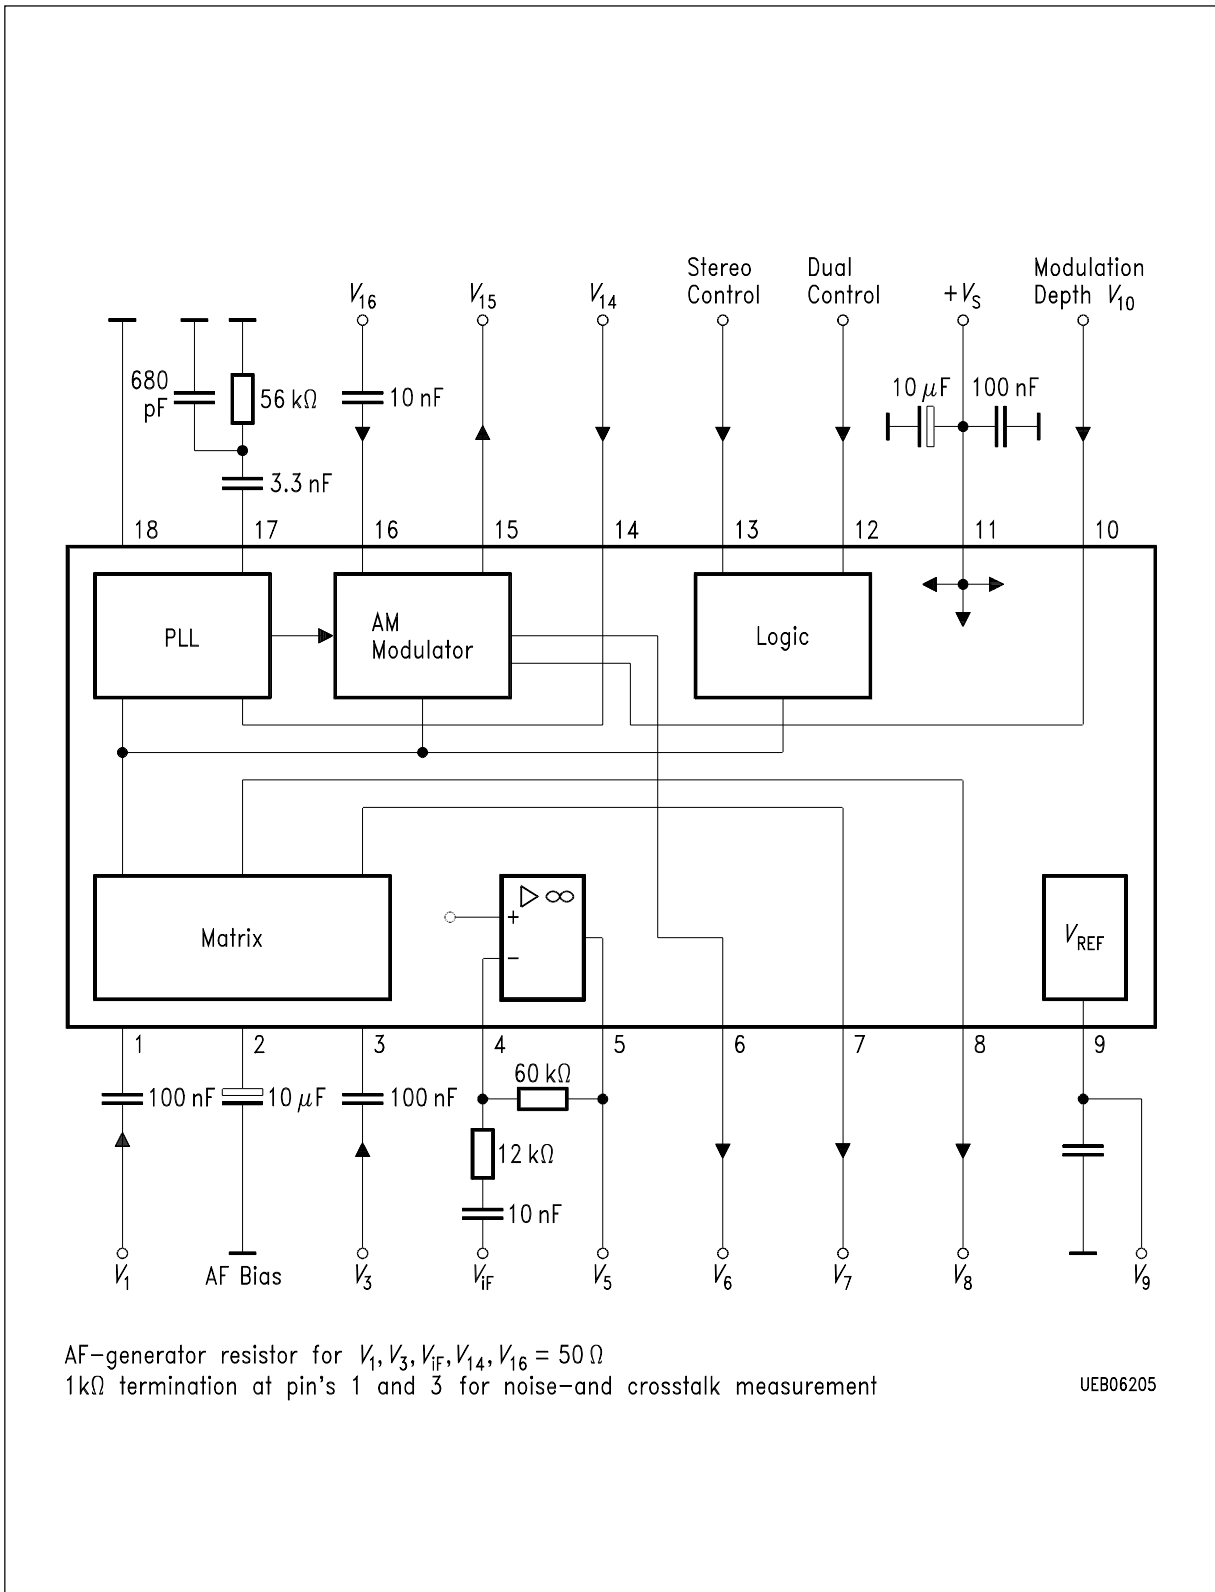 Stereo Control
Dual Control
Modulation Depth V10
V16
V15
V14
+VS
680 pF
56 kΩ
10 nF
10 µF
100 nF
3.3 nF
18
17
16
15
14
13
12
11
10
PLL
AM Modulator
Logic
▷ ∞
+
−
Matrix
VREF
1
2
3
4
5
6
7
8
9
60 kΩ
100 nF
10 µF
100 nF
12 kΩ
10 nF
V1
AF Bias
V3
ViF
V5
V6
V7
V8
V9
AF-generator resistor for V1, V3, ViF, V14, V16 = 50 Ω
1kΩ termination at pin's 1 and 3 for noise-and crosstalk measurement
UEB06205